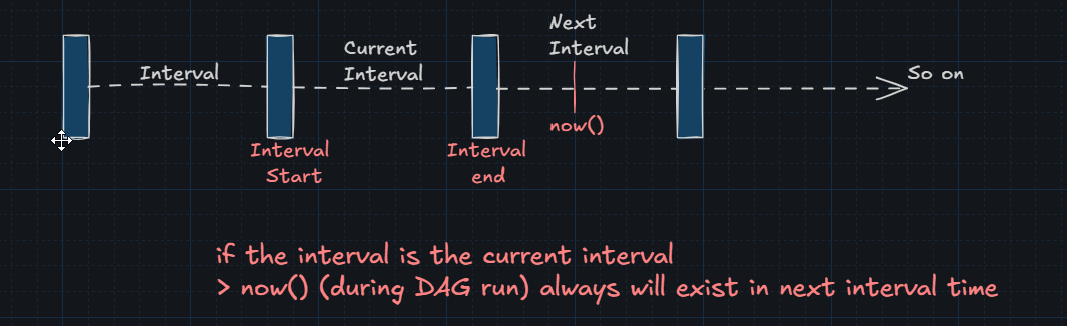 Interval
Current
Interval
Next
Interval
So on
now()
Interval
Start
Interval
end
if the interval is the current interval
> now() (during DAG run) always will exist in next interval time